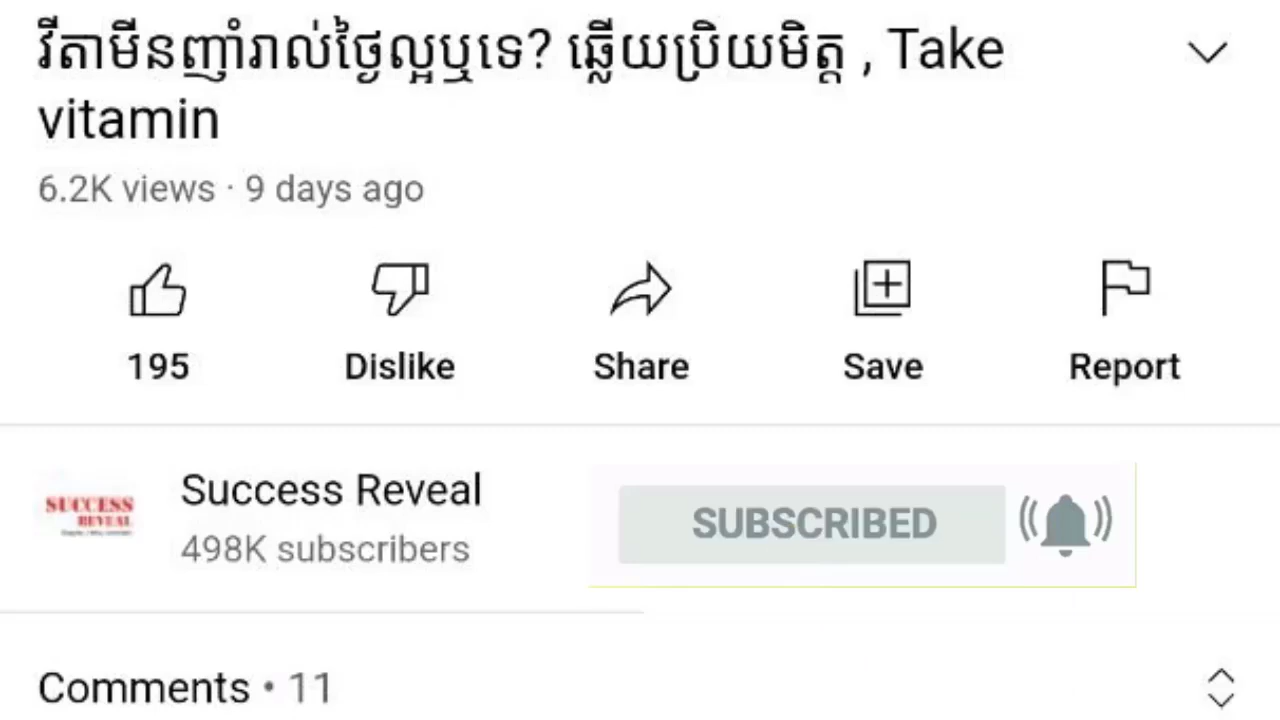 វីតាមីនញ៉ាំរាល់ថ្ងៃល្អឬទេ? ឆ្លើយប្រិយមិត្ត , Take
vitamin
6.2K views · 9 days ago
195
Dislike
Share
Save
Report
SUCCESS
REVEAL
Success Reveal
498K subscribers
SUBSCRIBED
Comments • 11